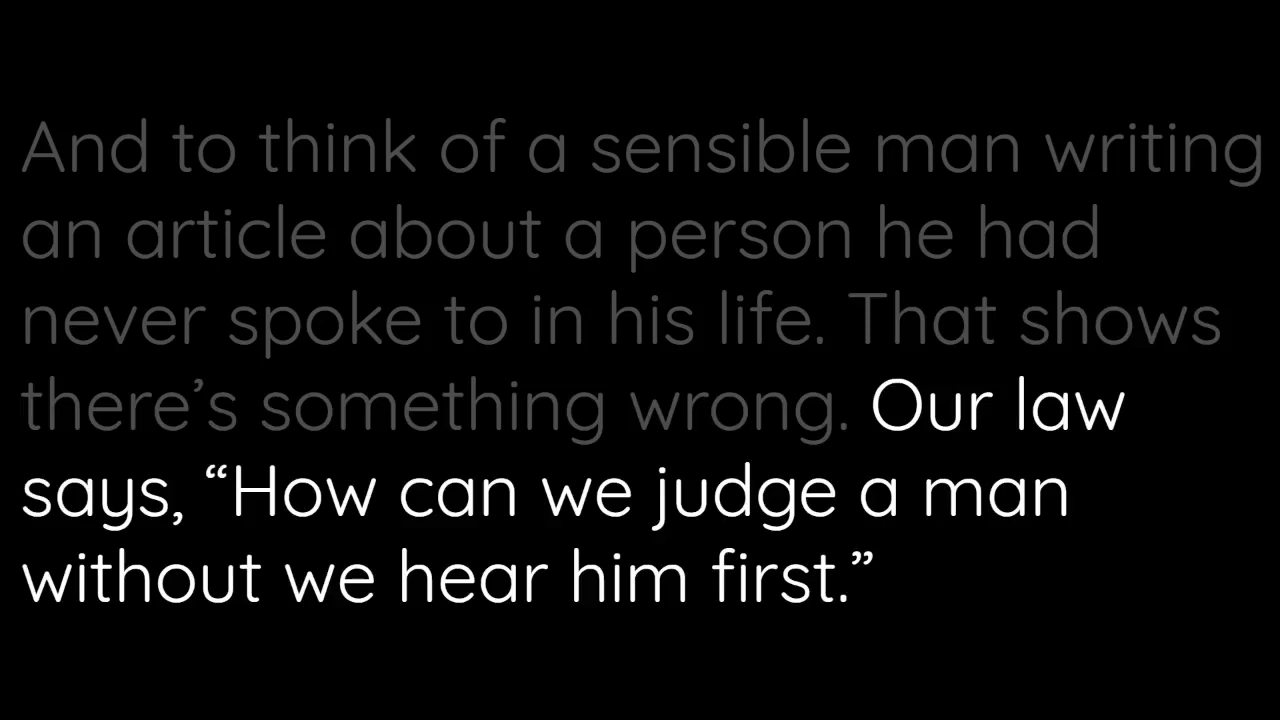 And to think of a sensible man writing
an article about a person he had
never spoke to in his life. That shows
there’s something wrong. Our law
says, “How can we judge a man
without we hear him first.”